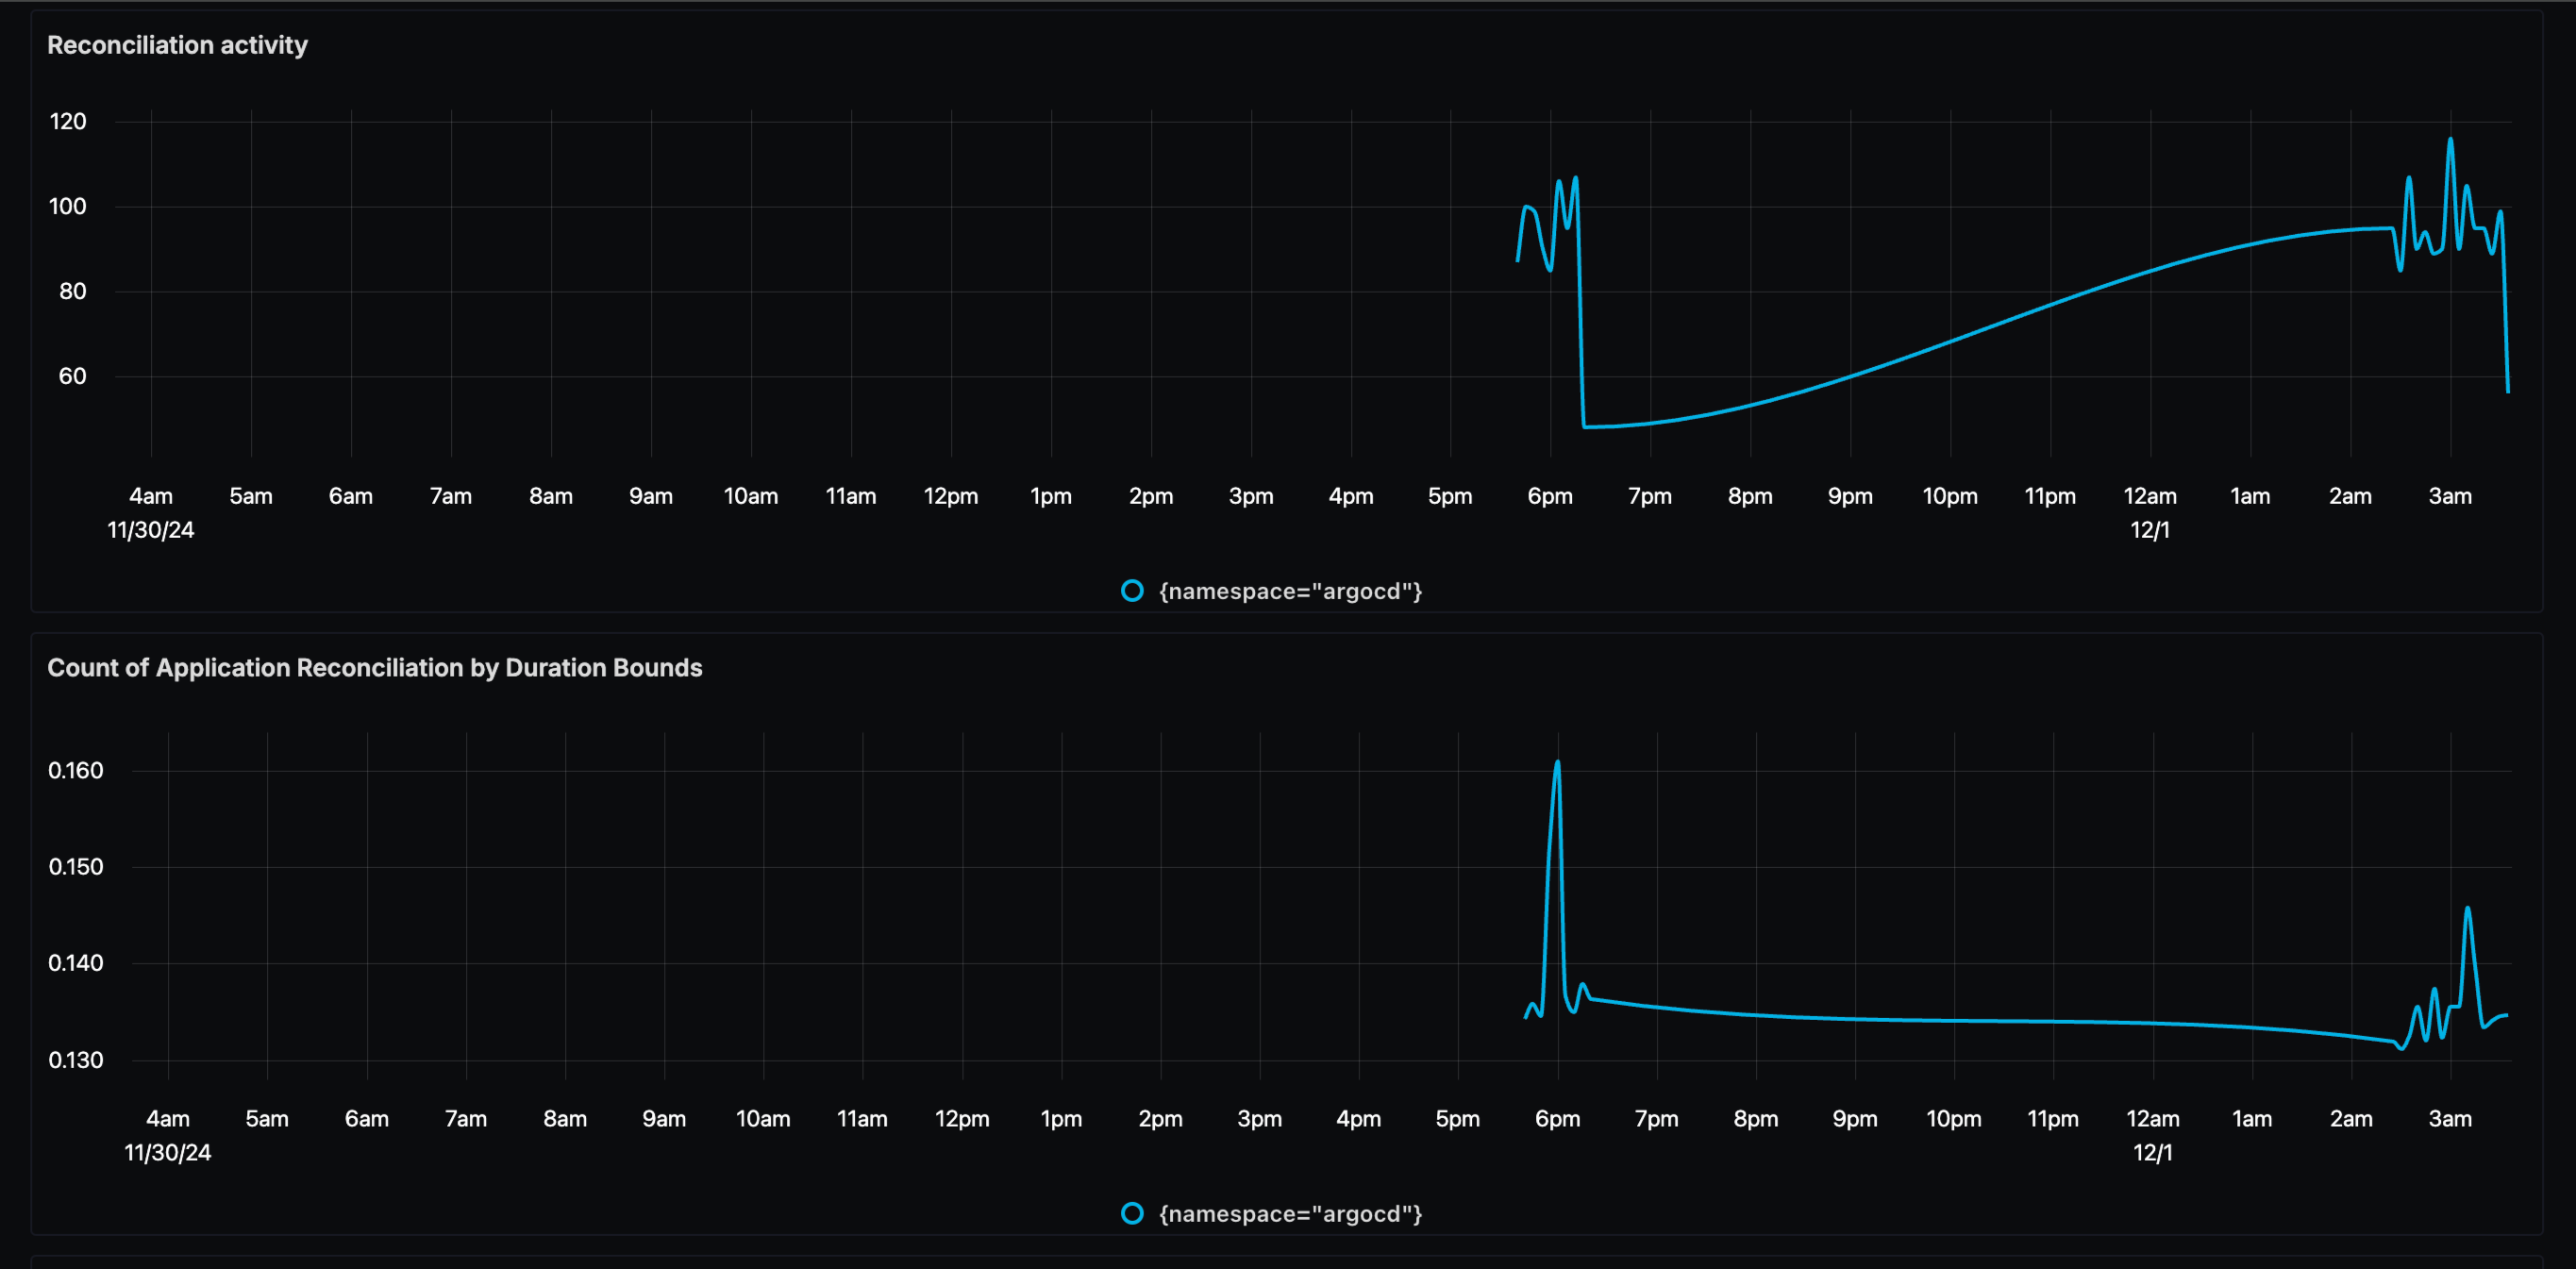 Reconciliation activity
120
100
80
60
4am 5am 6am 7am 8am 9am 10am 11am 12pm 1pm 2pm 3pm 4pm 5pm 6pm 7pm 8pm 9pm 10pm 11pm 12am 1am 2am 3am
11/30/24 12/1
{namespace="argocd"}
Count of Application Reconciliation by Duration Bounds
0.160
0.150
0.140
0.130
4am 5am 6am 7am 8am 9am 10am 11am 12pm 1pm 2pm 3pm 4pm 5pm 6pm 7pm 8pm 9pm 10pm 11pm 12am 1am 2am 3am
11/30/24 12/1
{namespace="argocd"}